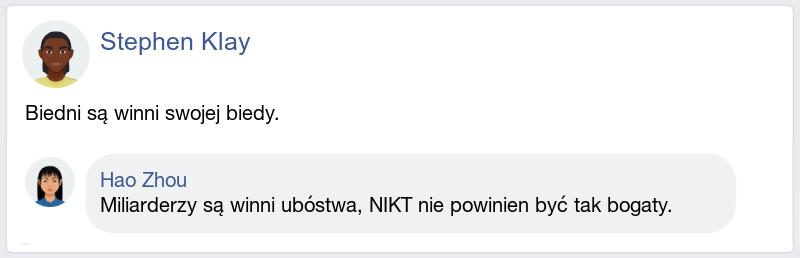 Stephen Klay
Biedni są winni swojej biedy.
Hao Zhou
Miliarderzy są winni ubóstwa, NIKT nie powinien być tak bogaty.